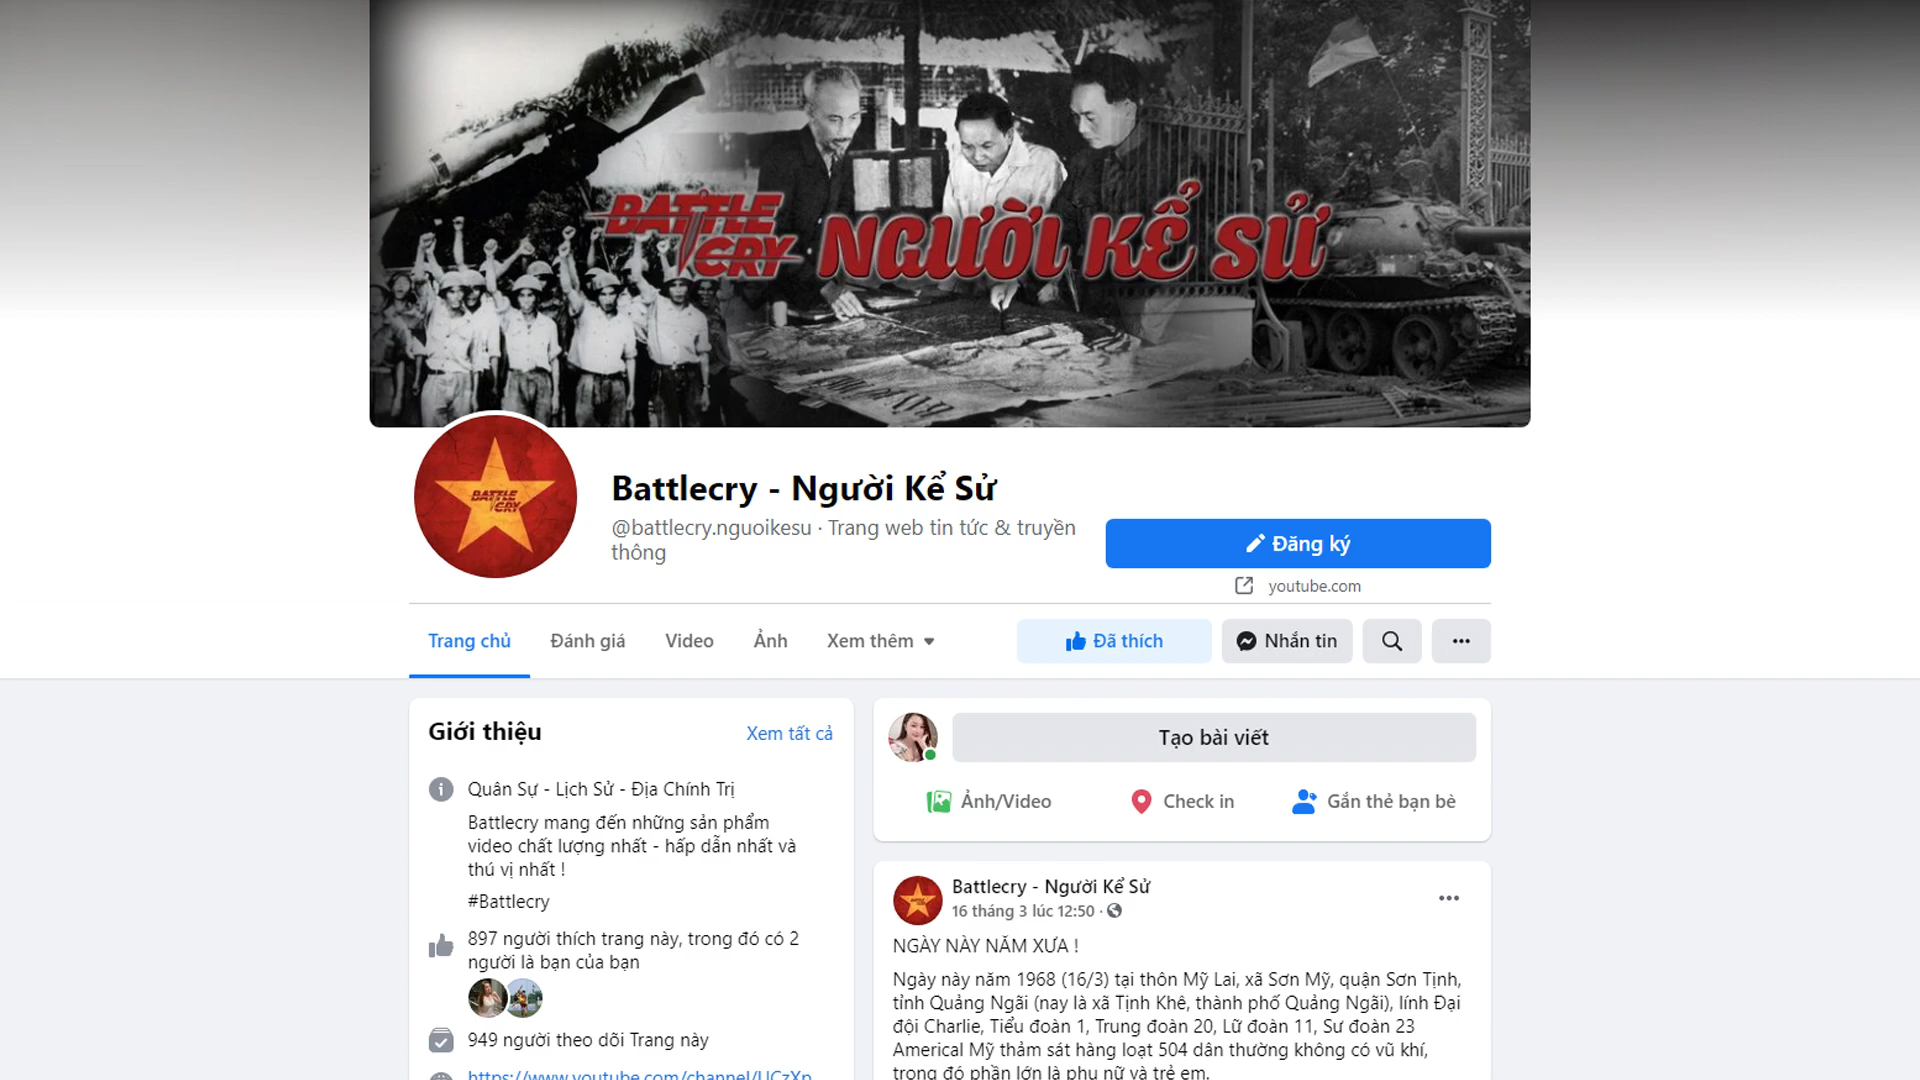 BATTLE
CRY
NGƯỜI KỂ SỬ
BATTLE
CRY
Battlecry - Người Kể Sử
@battlecry.nguoikesu · Trang web tin tức & truyền
thông
Đăng ký
youtube.com
Trang chủ
Đánh giá
Video
Ảnh
Xem thêm
Đã thích
Nhắn tin
Giới thiệu
Xem tất cả
Quân Sự - Lịch Sử - Địa Chính Trị
Battlecry mang đến những sản phẩm
video chất lượng nhất - hấp dẫn nhất và
thú vị nhất !
#Battlecry
897 người thích trang này, trong đó có 2
người là bạn của bạn
949 người theo dõi Trang này
https://www.youtube.com/channel/UCzXp
Tạo bài viết
Ảnh/Video
Check in
Gắn thẻ bạn bè
Battlecry - Người Kể Sử
16 tháng 3 lúc 12:50 ·
NGÀY NÀY NĂM XƯA !
Ngày này năm 1968 (16/3) tại thôn Mỹ Lai, xã Sơn Mỹ, quận Sơn Tịnh,
tỉnh Quảng Ngãi (nay là xã Tịnh Khê, thành phố Quảng Ngãi), lính Đại
đội Charlie, Tiểu đoàn 1, Trung đoàn 20, Lữ đoàn 11, Sư đoàn 23
Americal Mỹ thảm sát hàng loạt 504 dân thường không có vũ khí,
trong đó phần lớn là phụ nữ và trẻ em.